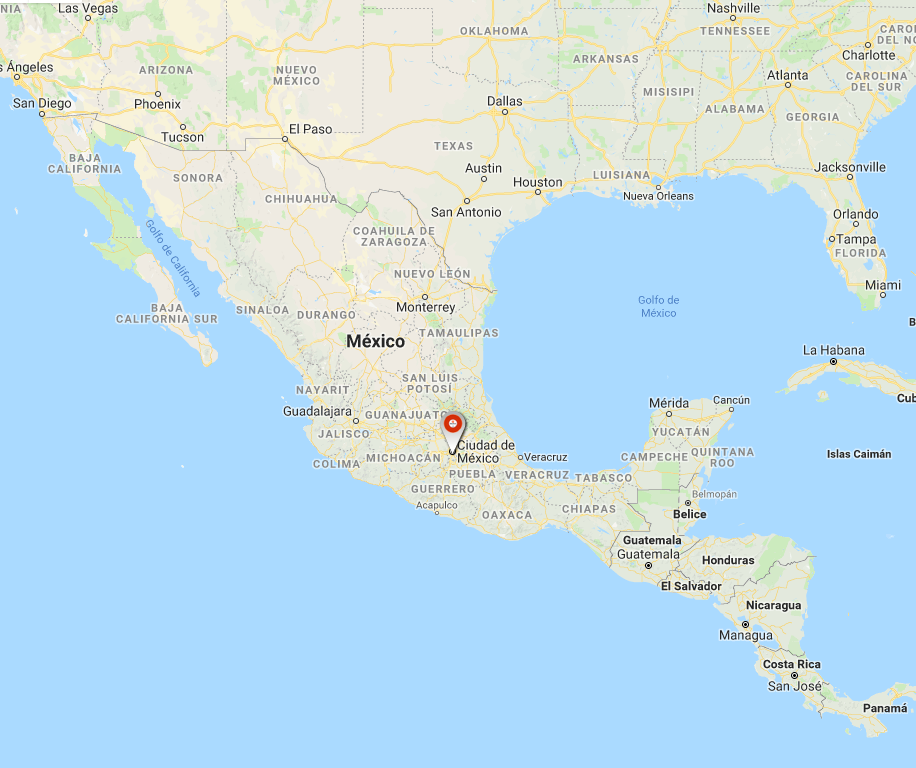 NIA
Las Vegas
OKLAHOMA
Nashville
TENNESSEE
CAROL
DEL NO
Charlotte
s Ángeles
ARIZONA
NUEVO
MÉXICO
ARKANSAS
Atlanta
CAROLINA
DEL SUR
San Diego
Phoenix
Dallas
MISISIPI
ALABAMA
GEORGIA
Tucson
El Paso
TEXAS
BAJA
CALIFORNIA
SONORA
Austin
Houston
LUISIANA
Jacksonville
CHIHUAHUA
San Antonio
Nueva Orleans
Orlando
Golfo de California
COAHUILA DE
ZARAGOZA
Tampa
FLORIDA
NUEVO LEÓN
Miami
BAJA
CALIFORNIA SUR
SINALOA
DURANGO
Monterrey
Golfo de
México
B
México
TAMAULIPAS
La Habana
SAN LUIS
POTOSÍ
NAYARIT
Cub
Guadalajara
GUANAJUATO
Mérida
Cancún
JALISCO
Ciudad de
México
YUCATÁN
COLIMA
MICHOACÁN
Veracruz
CAMPECHE
QUINTANA
ROO
Islas Caimán
PUEBLA
VERACRUZ
TABASCO
GUERRERO
Belmopán
Acapulco
OAXACA
CHIAPAS
Belice
Guatemala
Guatemala
Honduras
El Salvador
Nicaragua
Managua
Costa Rica
San José
Panamá